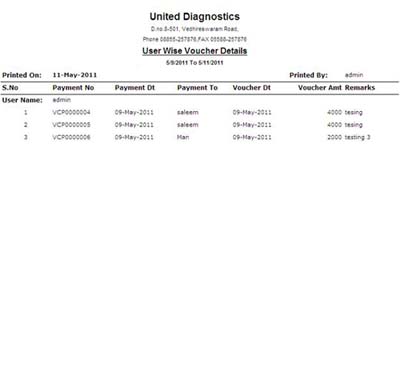 United Diagnostics
D.no.8-501, Vedhireswaram Road,
Phone 08855-257876,FAX 05588-257876
User Wise Voucher Details
5/9/2011 To 5/11/2011
Printed On: 11-May-2011 Printed By: admin
S.No Payment No Payment Dt Payment To Voucher Dt Voucher Amt Remarks
User Name: admin
1 VCP0000004 09-May-2011 saleem 09-May-2011 4000 tesing
2 VCP0000005 09-May-2011 saleem 09-May-2011 4000 tesing
3 VCP0000006 09-May-2011 Man 09-May-2011 2000 testing 3